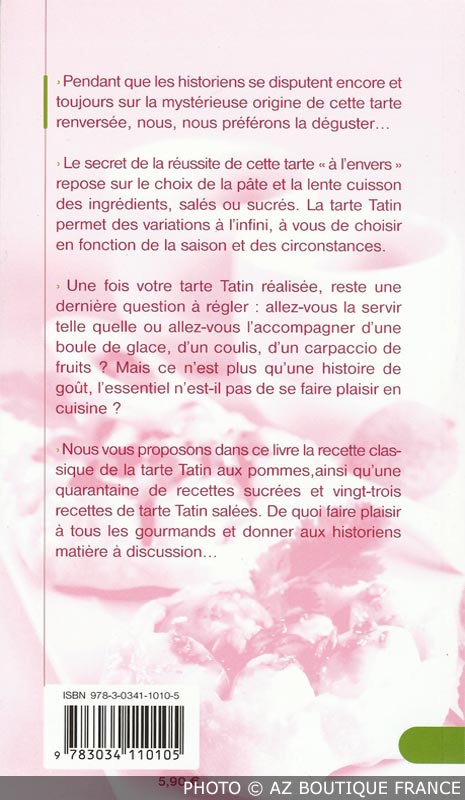 › Pendant que les historiens se disputent encore et
toujours sur la mystérieuse origine de cette tarte
renversée, nous, nous préférons la déguster…
› Le secret de la réussite de cette tarte « à l’envers »
repose sur le choix de la pâte et la lente cuisson
des ingrédients, salés ou sucrés. La tarte Tatin
permet des variations à l’infini, à vous de choisir
en fonction de la saison et des circonstances.
› Une fois votre tarte Tatin réalisée, reste une
dernière question à régler : allez-vous la servir
telle quelle ou allez-vous l’accompagner d’une
boule de glace, d’un coulis, d’un carpaccio de
fruits ? Mais ce n’est plus qu’une histoire de
goût, l’essentiel n’est-il pas de se faire plaisir en
cuisine ?
› Nous vous proposons dans ce livre la recette clas-
sique de la tarte Tatin aux pommes,ainsi qu’une
quarantaine de recettes sucrées et vingt-trois
recettes de tarte Tatin salées. De quoi faire plaisir
à tous les gourmands et donner aux historiens
matière à discussion…
ISBN 978-3-0341-1010-5
9 783034 110105
5,90 €
PHOTO © AZ BOUTIQUE FRANCE